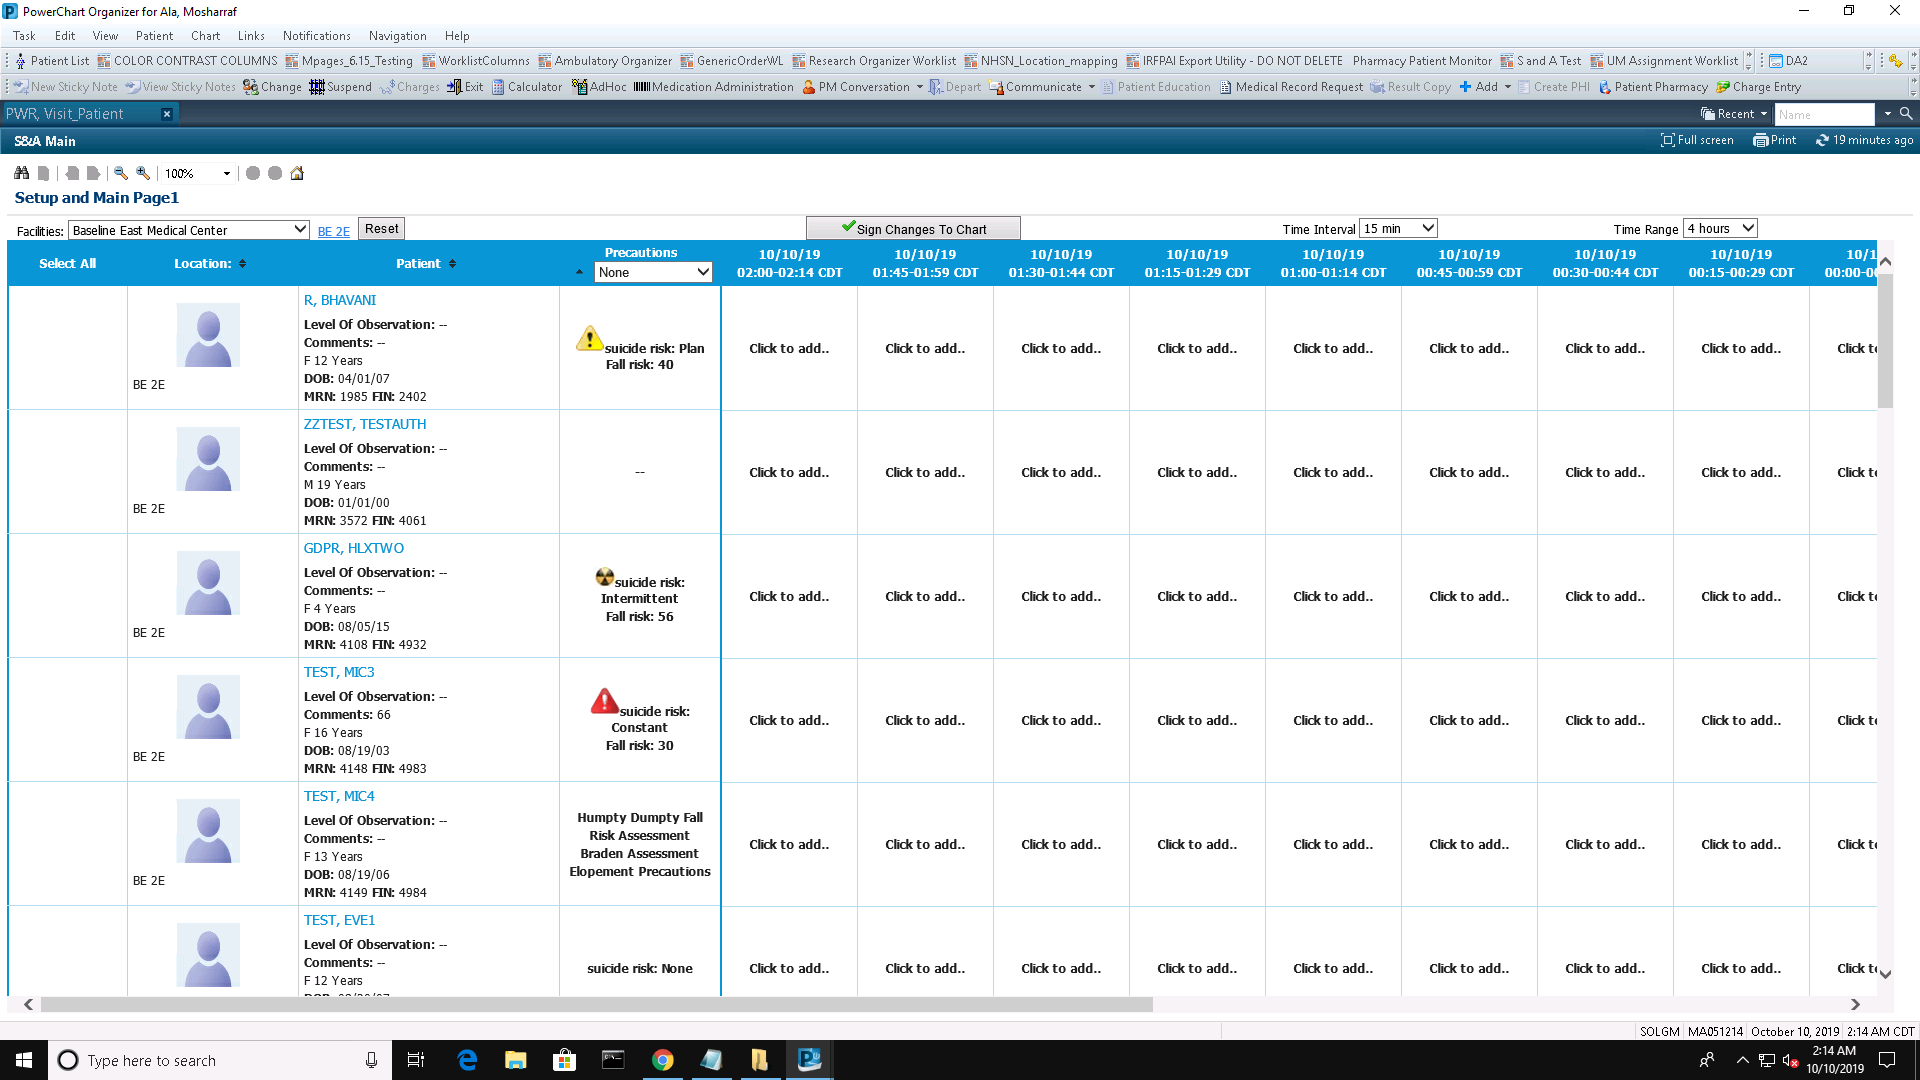 PowerChart Organizer for Ala, Mosharraf
Task Edit View Patient Chart Links Notifications Navigation Help
Patient List COLOR CONTRAST COLUMNS Mpages_6.15_Testing WorklistColumns Ambulatory Organizer GenericOrderWL Research Organizer Worklist NHSN_Location_mapping IRFPAI Export Utility - DO NOT DELETE Pharmacy Patient Monitor S and A Test UM Assignment Worklist DA2
New Sticky Note View Sticky Notes Change Suspend Charges Exit Calculator AdHoc Medication Administration PM Conversation Depart Communicate Patient Education Medical Record Request Result Copy Add Create PHI Patient Pharmacy Charge Entry
PWR, Visit_Patient × Recent Name
S&A Main Full screen Print 19 minutes ago
100%
Setup and Main Page1
Facilities: Baseline East Medical Center BE 2E Reset Sign Changes To Chart Time Interval 15 min Time Range 4 hours
Select All Location: Patient Precautions None
10/10/19 10/10/19 10/10/19 10/10/19 10/10/19 10/10/19 10/10/19 10/10/19 10/1
02:00-02:14 CDT 01:45-01:59 CDT 01:30-01:44 CDT 01:15-01:29 CDT 01:00-01:14 CDT 00:45-00:59 CDT 00:30-00:44 CDT 00:15-00:29 CDT 00:00-0
R, BHAVANI
Level Of Observation: --
Comments: --
F 12 Years
DOB: 04/01/07
MRN: 1985 FIN: 2402
BE 2E
suicide risk: Plan
Fall risk: 40
Click to add.. Click to add.. Click to add.. Click to add.. Click to add.. Click to add.. Click to add.. Click to add.. Click t
ZZTEST, TESTAUTH
Level Of Observation: --
Comments: --
M 19 Years
DOB: 01/01/00
MRN: 3572 FIN: 4061
BE 2E
--
Click to add.. Click to add.. Click to add.. Click to add.. Click to add.. Click to add.. Click to add.. Click to add.. Click t
GDPR, HLXTWO
Level Of Observation: --
Comments: --
F 4 Years
DOB: 08/05/15
MRN: 4108 FIN: 4932
BE 2E
suicide risk:
Intermittent
Fall risk: 56
Click to add.. Click to add.. Click to add.. Click to add.. Click to add.. Click to add.. Click to add.. Click to add.. Click t
TEST, MIC3
Level Of Observation: --
Comments: 66
F 16 Years
DOB: 08/19/03
MRN: 4148 FIN: 4983
BE 2E
suicide risk:
Constant
Fall risk: 30
Click to add.. Click to add.. Click to add.. Click to add.. Click to add.. Click to add.. Click to add.. Click to add.. Click t
TEST, MIC4
Level Of Observation: --
Comments: --
F 13 Years
DOB: 08/19/06
MRN: 4149 FIN: 4984
BE 2E
Humpty Dumpty Fall
Risk Assessment
Braden Assessment
Elopement Precautions
Click to add.. Click to add.. Click to add.. Click to add.. Click to add.. Click to add.. Click to add.. Click to add.. Click t
TEST, EVE1
Level Of Observation: --
Comments: --
F 12 Years
suicide risk: None
Click to add.. Click to add.. Click to add.. Click to add.. Click to add.. Click to add.. Click to add.. Click to add.. Click t
SOLGM MA051214 October 10, 2019 2:14 AM CDT
Type here to search
2:14 AM
10/10/2019